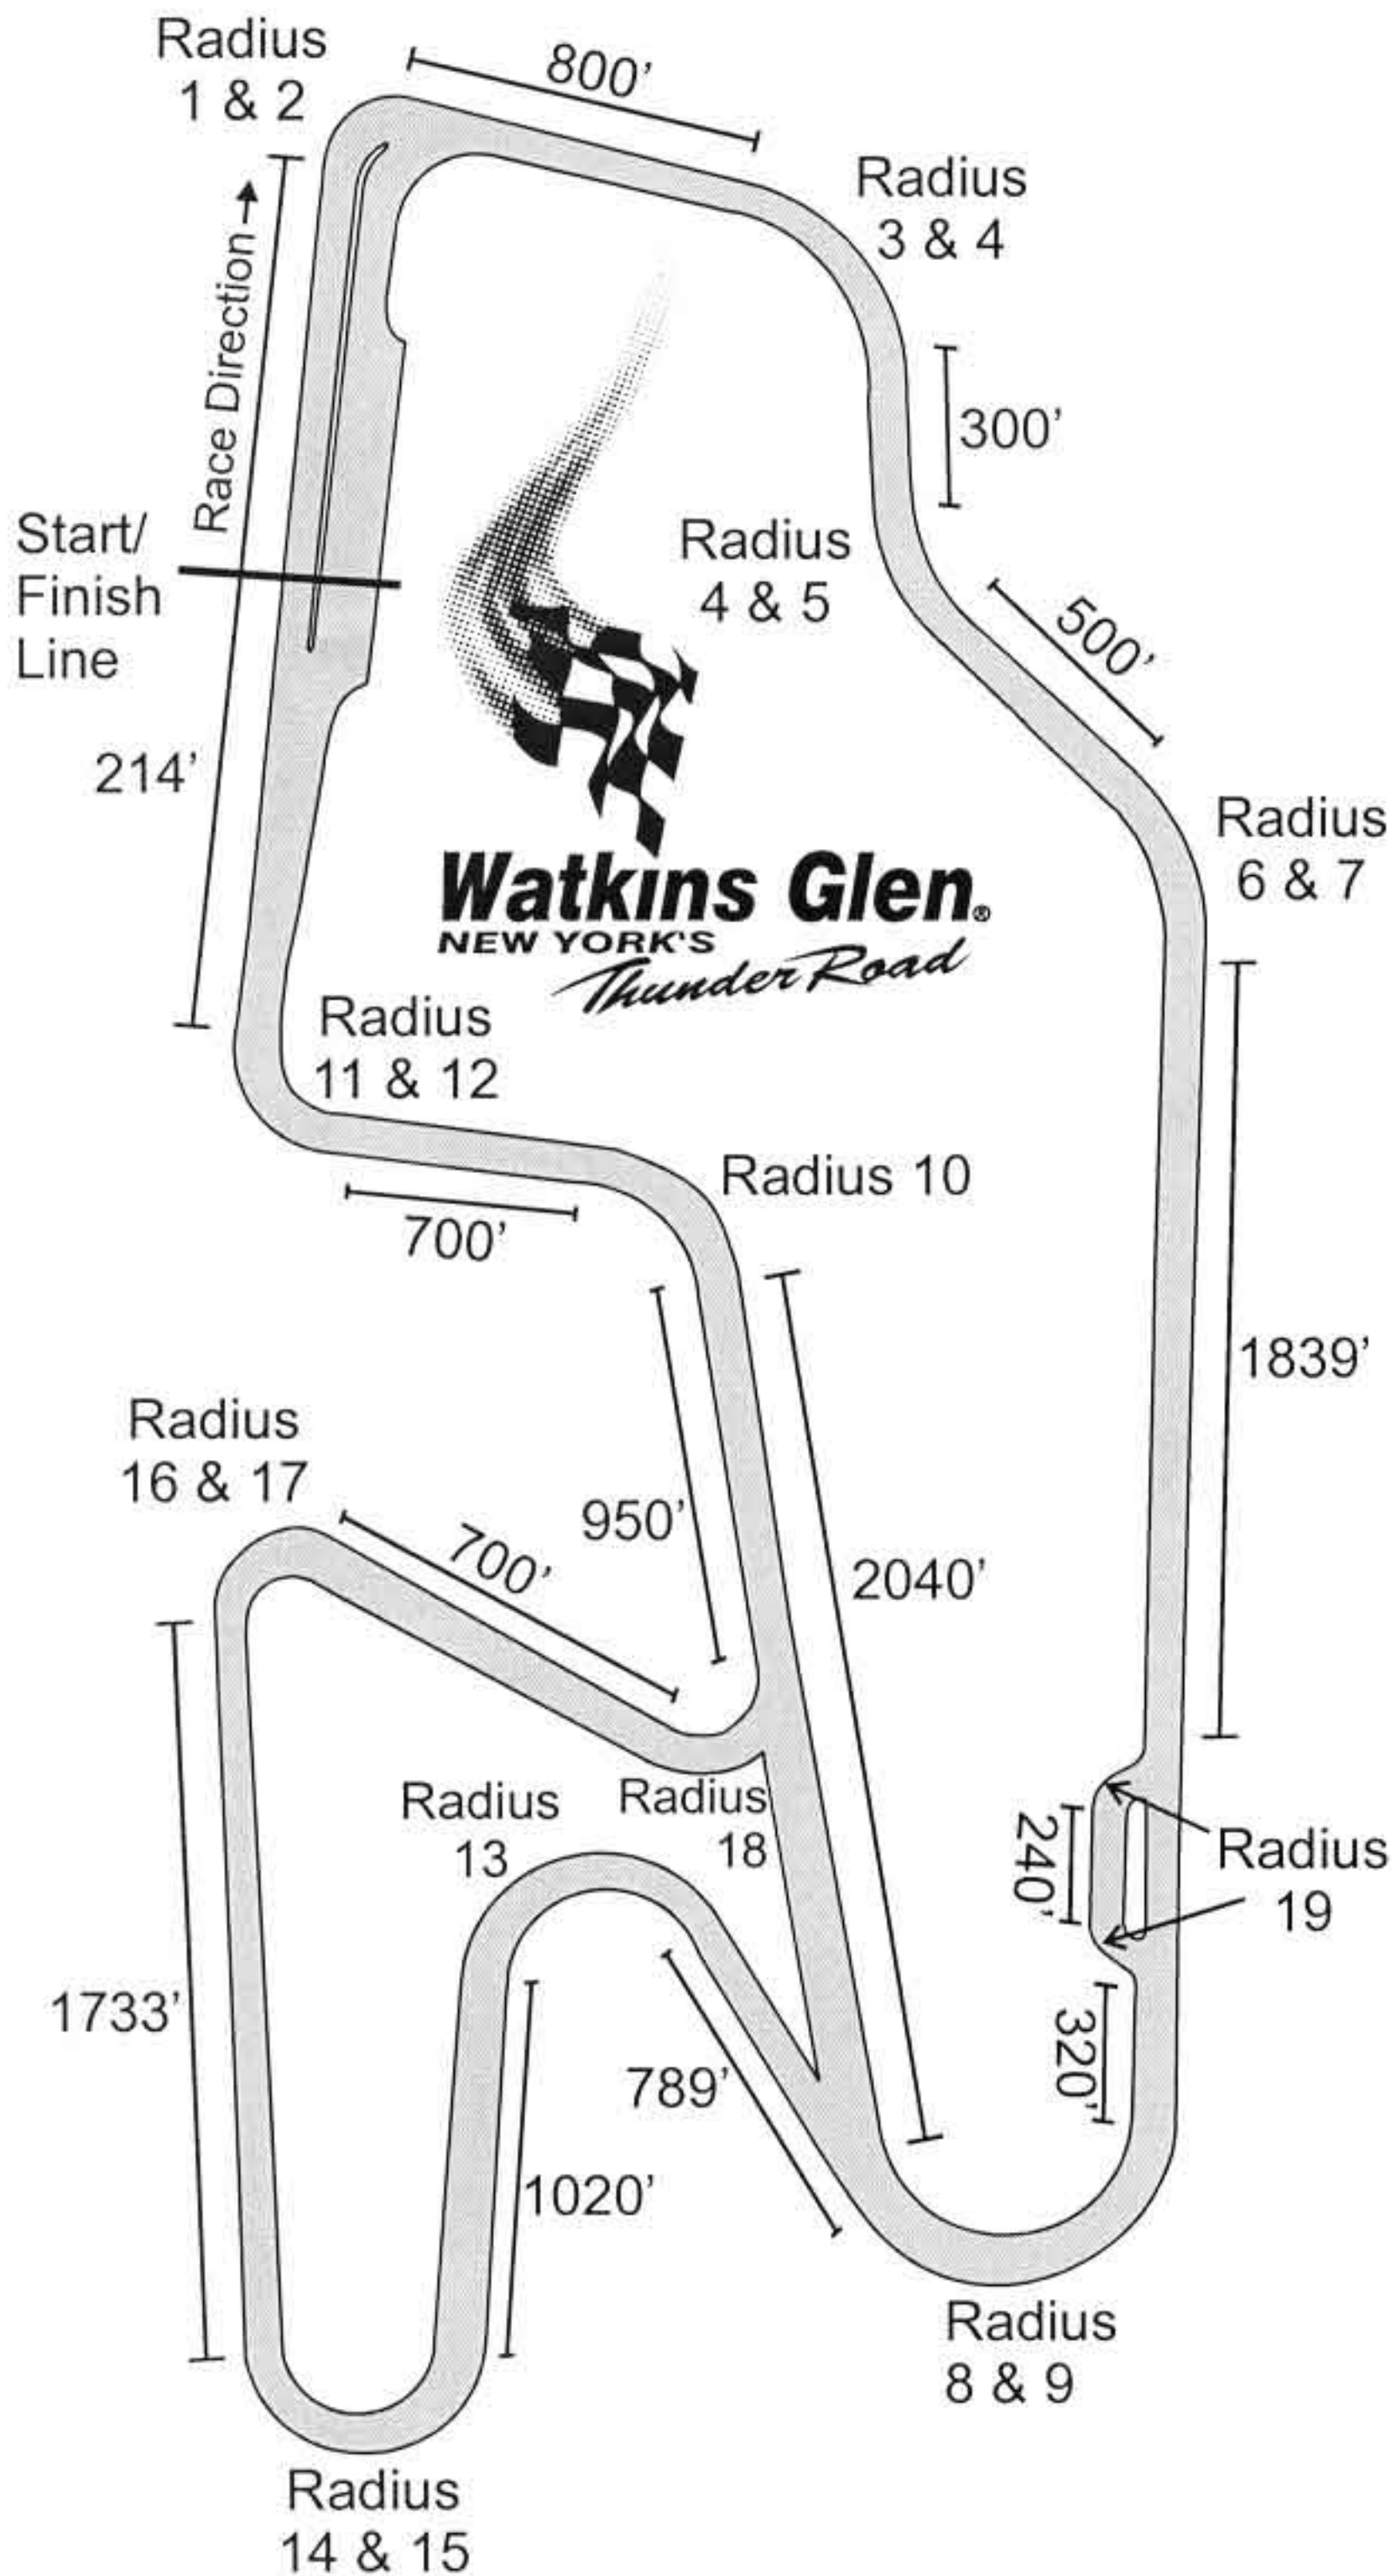 Radius
1 & 2
800’
Radius
3 & 4
Race Direction
300’
Start/
Finish
Line
Radius
4 & 5
500’
214’
Radius
6 & 7
Watkins Glen®
NEW YORK'S
Thunder Road
Radius
11 & 12
Radius 10
700’
1839’
Radius
16 & 17
700’
950’
2040’
Radius
13
Radius
18
240’
Radius
19
1733’
320’
789’
1020’
Radius
8 & 9
Radius
14 & 15